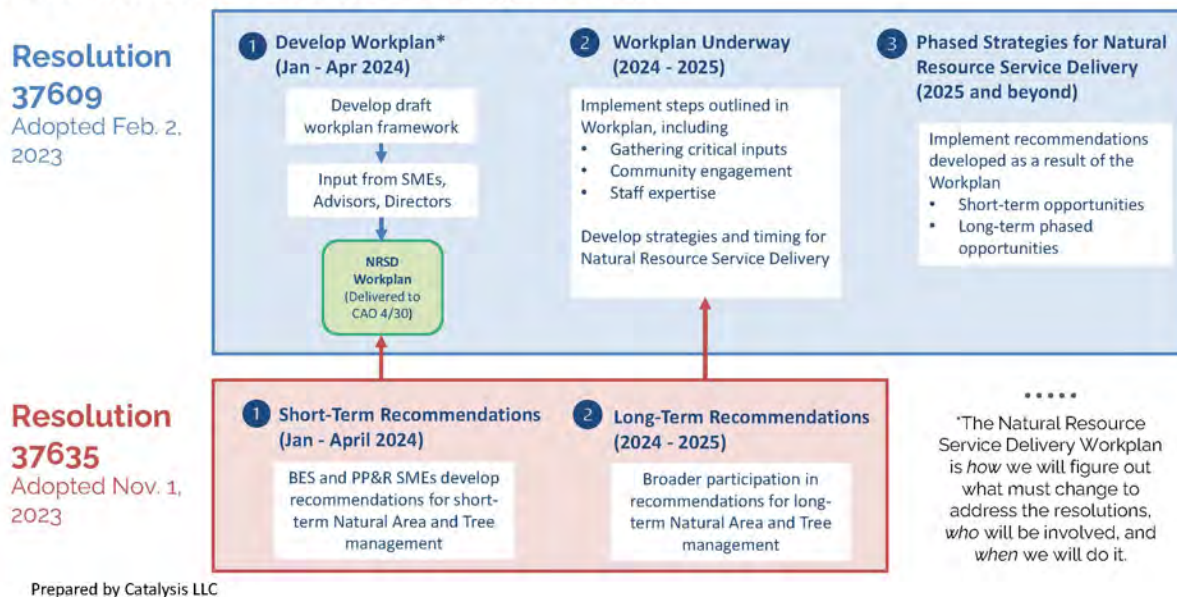 Resolution
37609
Adopted Feb. 2,
2023
1 Develop Workplan*
(Jan - Apr 2024)
Develop draft
workplan framework
Input from SMEs,
Advisors, Directors
NRSD
Workplan
(Delivered to
CAO 4/30)
2 Workplan Underway
(2024 - 2025)
Implement steps outlined in
Workplan, including
• Gathering critical inputs
• Community engagement
• Staff expertise
Develop strategies and timing for
Natural Resource Service Delivery
3 Phased Strategies for Natural
Resource Service Delivery
(2025 and beyond)
Implement recommendations
developed as a result of the
Workplan
• Short-term opportunities
• Long-term phased
opportunities
Resolution
37635
Adopted Nov. 1,
2023
1 Short-Term Recommendations
(Jan - April 2024)
BES and PP&R SMEs develop
recommendations for short-
term Natural Area and Tree
management
2 Long-Term Recommendations
(2024 - 2025)
Broader participation in
recommendations for long-
term Natural Area and Tree
management
*The Natural Resource
Service Delivery Workplan
is how we will figure out
what must change to
address the resolutions,
who will be involved, and
when we will do it.
Prepared by Catalysis LLC